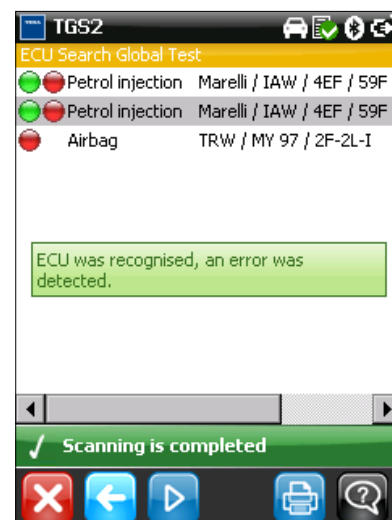 TEXA TGS2
ECU Search Global Test
Petrol injection Marelli / IAW / 4EF / 59F
Petrol injection Marelli / IAW / 4EF / 59F
Airbag TRW / MY 97 / 2F-2L-I
ECU was recognised, an error was
detected.
Scanning is completed
?